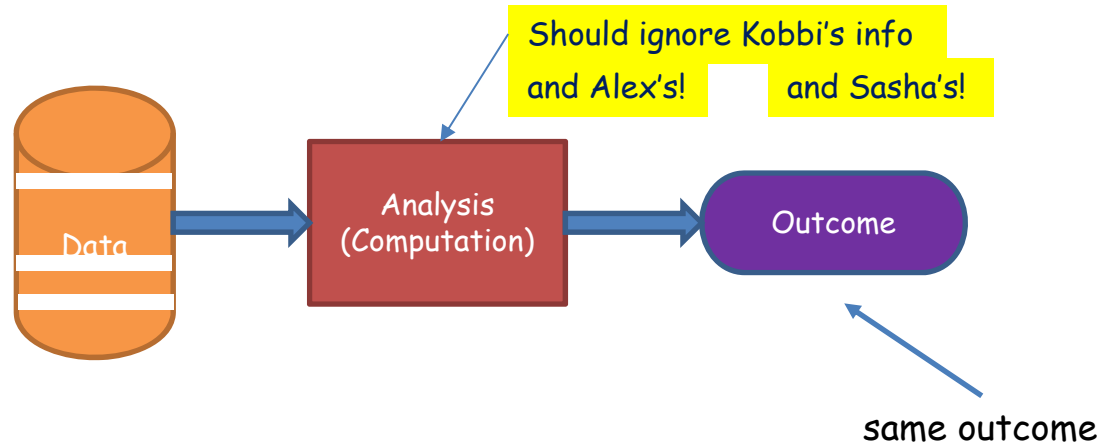 Should ignore Kobbi's info
and Alex's!
and Sasha's!
Data
Analysis
(Computation)
Outcome
same outcome